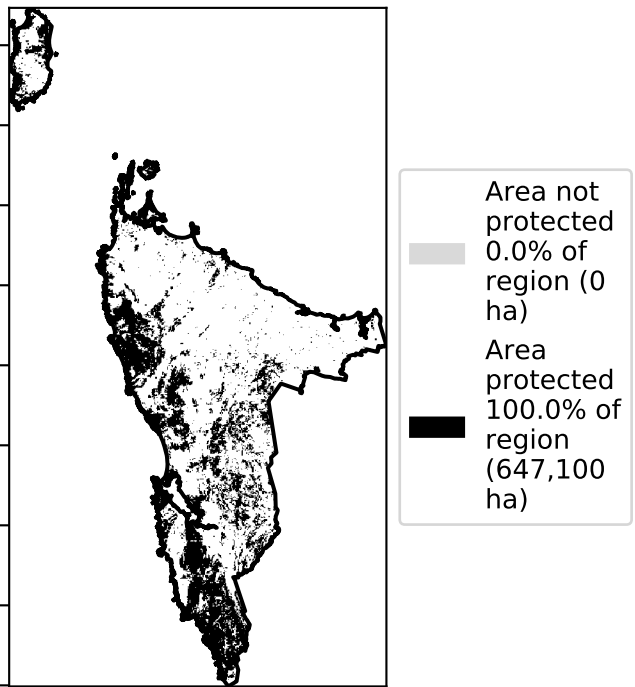 Area not
protected
0.0% of
region (0
ha)
Area
protected
100.0% of
region
(647,100
ha)